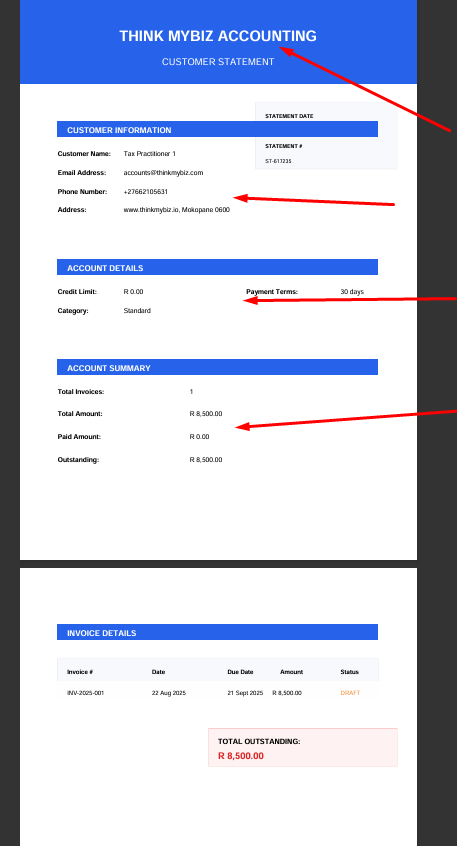 THINK MYBIZ ACCOUNTING
CUSTOMER STATEMENT
STATEMENT DATE
CUSTOMER INFORMATION
STATEMENT #
ST-617235
Customer Name: Tax Practitioner 1
Email Address: accounts@thinkmybiz.com
Phone Number: +27662105631
Address: www.thinkmybiz.io, Mokopane 0600
ACCOUNT DETAILS
Credit Limit: R 0.00 Payment Terms: 30 days
Category: Standard
ACCOUNT SUMMARY
Total Invoices: 1
Total Amount: R 8,500.00
Paid Amount: R 0.00
Outstanding: R 8,500.00
INVOICE DETAILS
Invoice # Date Due Date Amount Status
INV-2025-001 22 Aug 2025 21 Sept 2025 R 8,500.00 DRAFT
TOTAL OUTSTANDING:
R 8,500.00